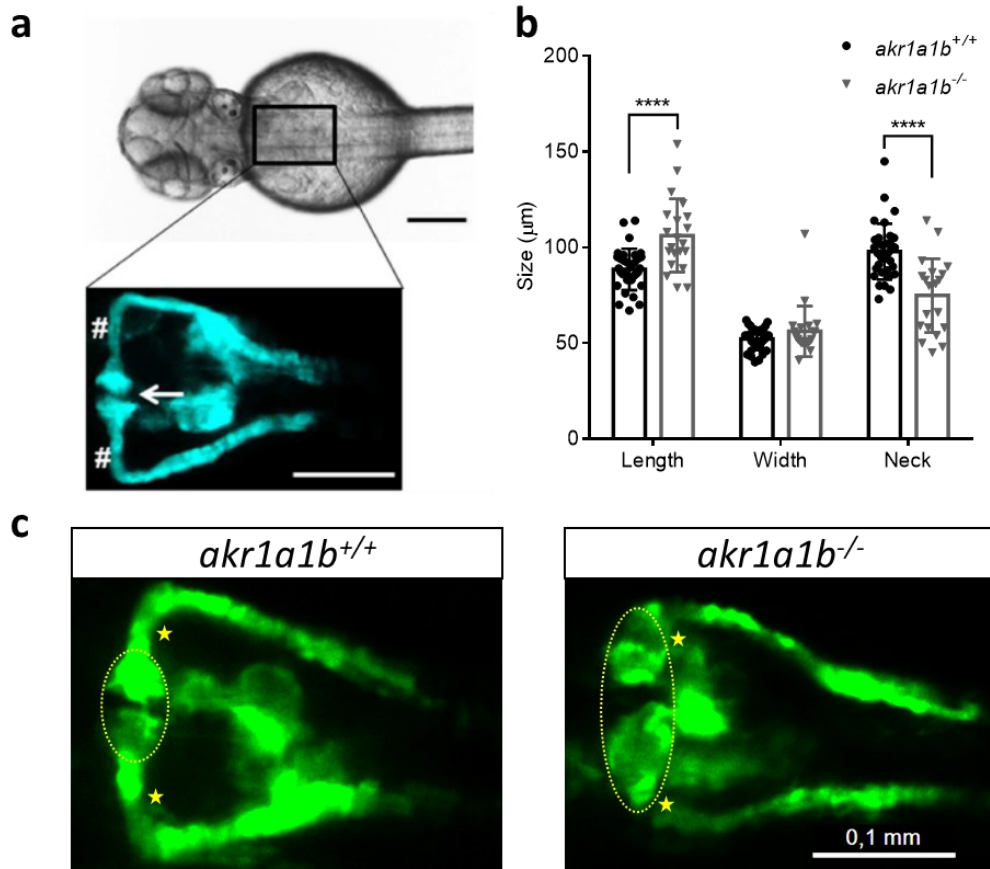 a
#
#
b
akr1a1b+/+
akr1a1b-/-
****
****
200
150
100
50
0
Size (μm)
Length
Width
Neck
c
akr1a1b+/+
akr1a1b-/-
0,1 mm